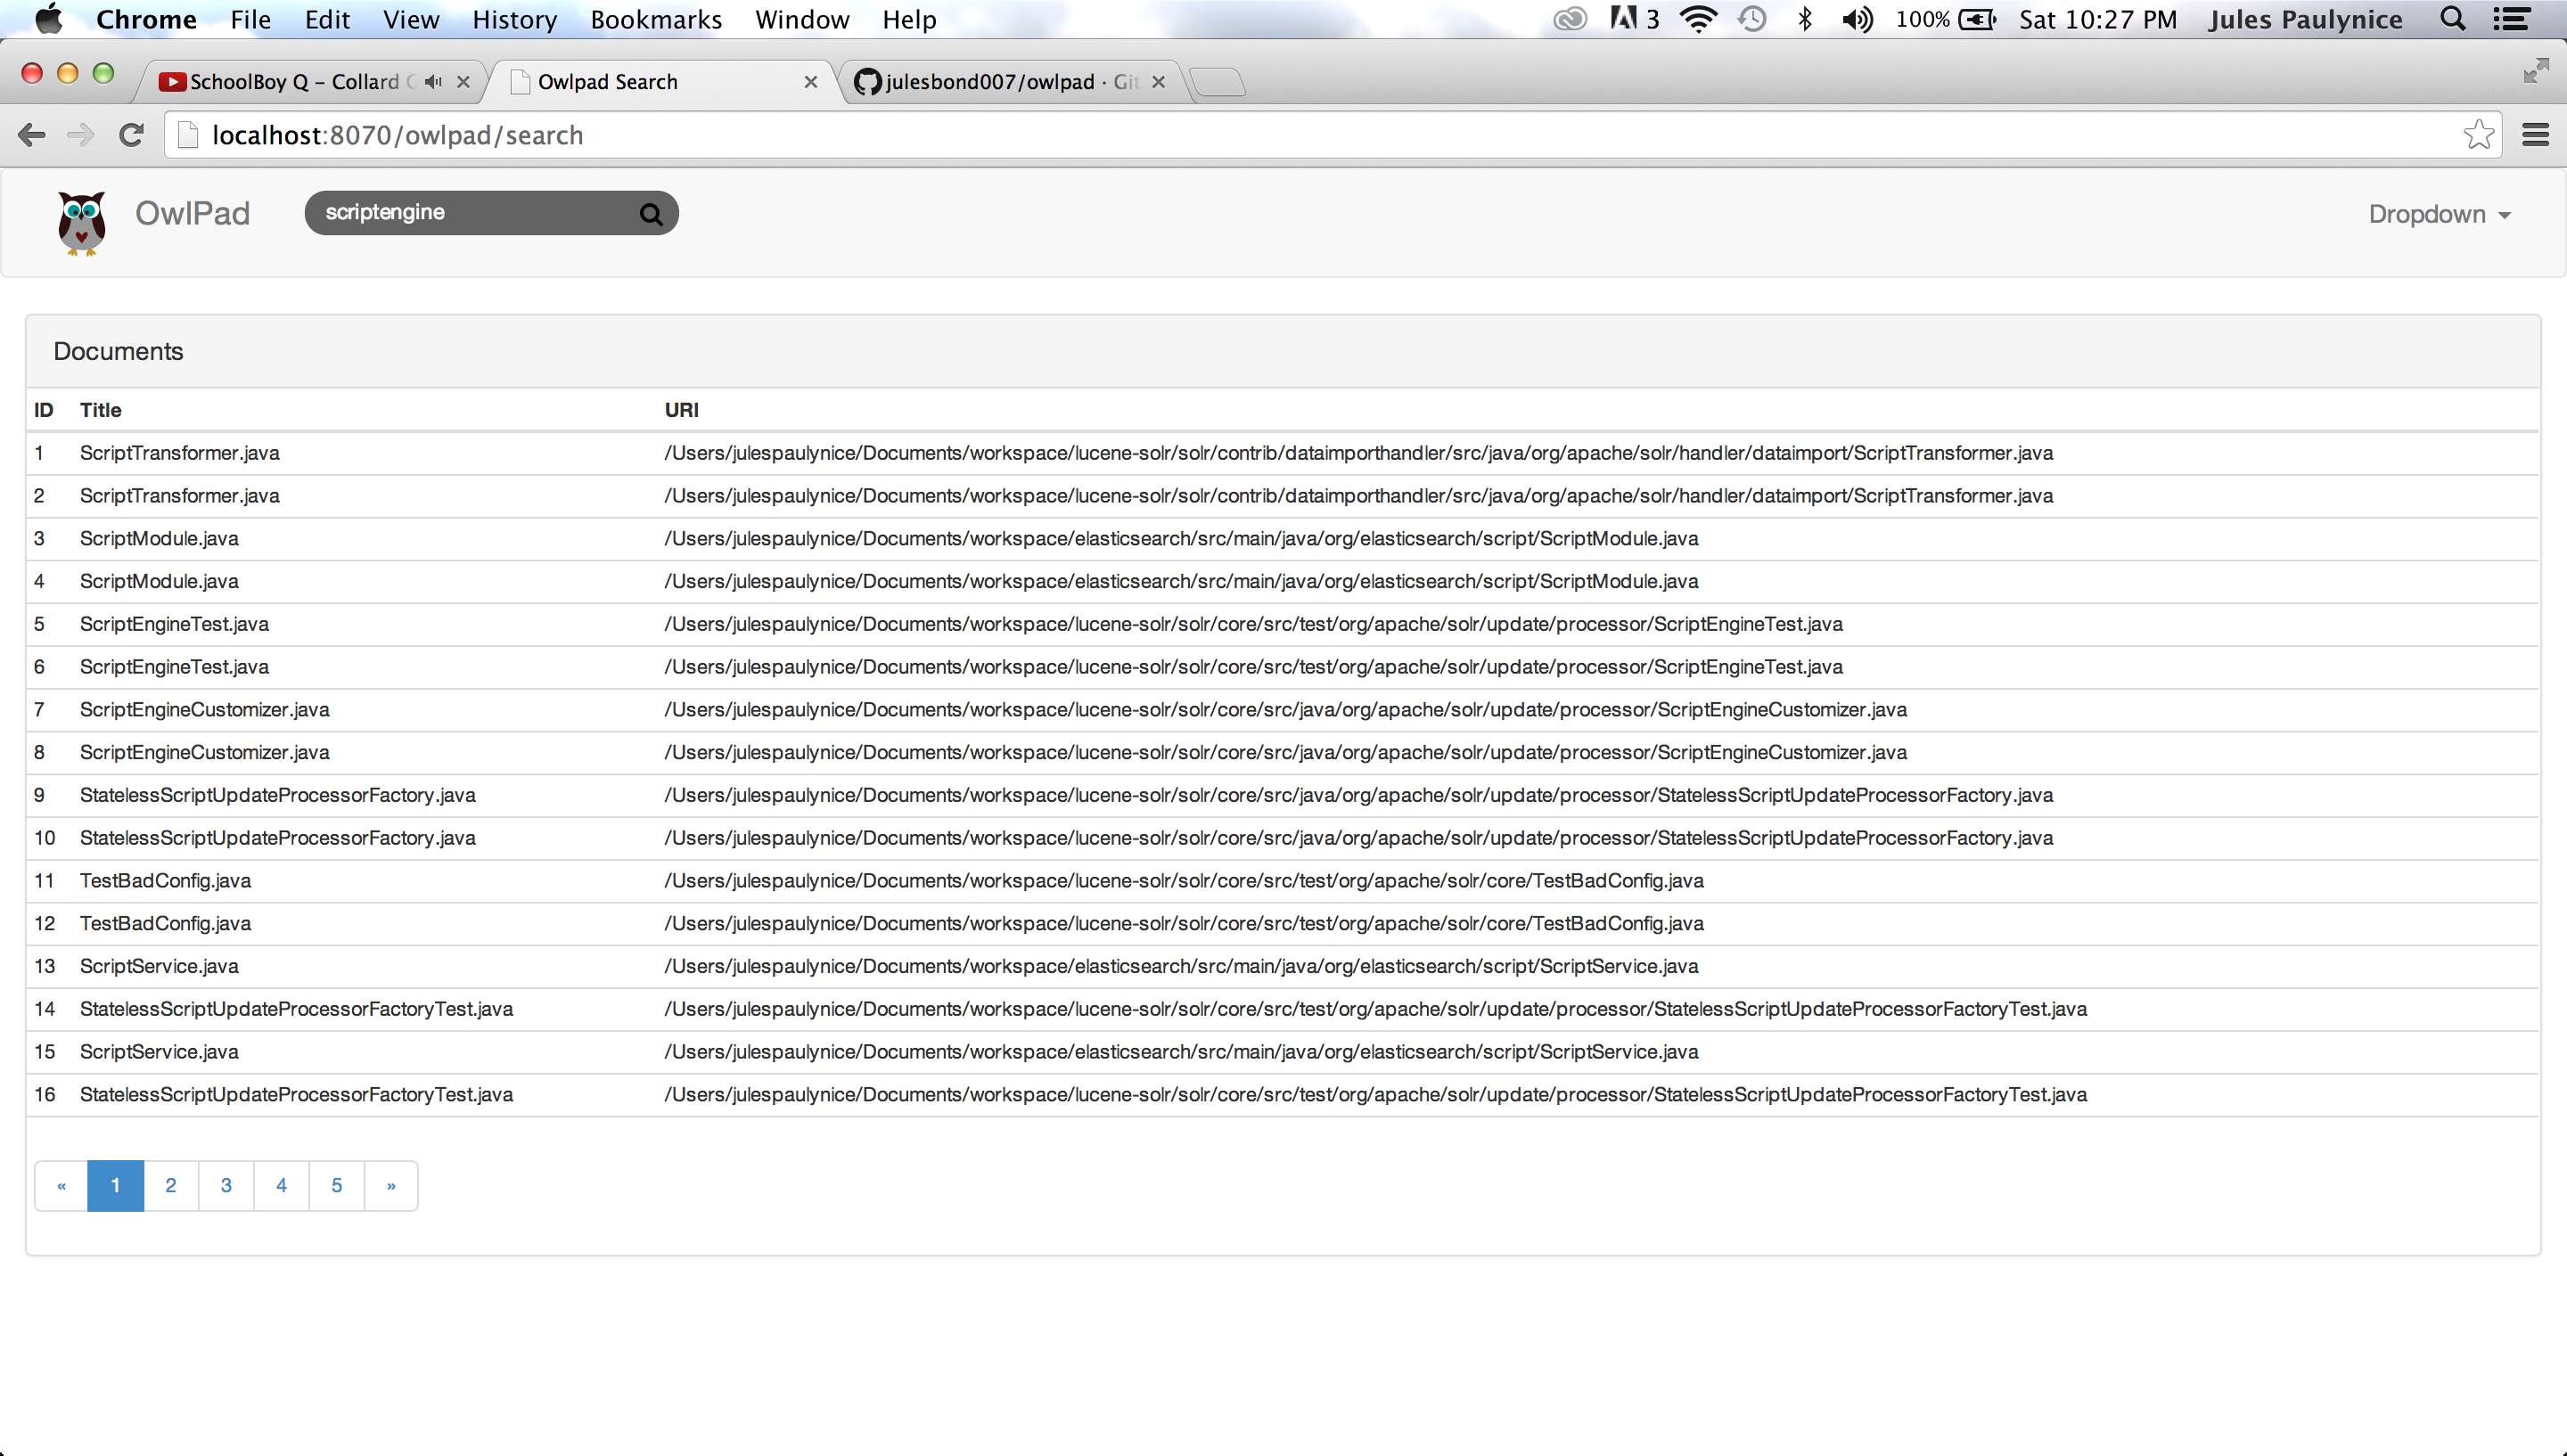 Chrome File Edit View History Bookmarks Window Help 3 100% Sat 10:27 PM Jules Paulynice
SchoolBoy Q – Collard Owlpad Search julesbond007/owlpad · Git
localhost:8070/owlpad/search
OwlPad scriptengine Dropdown
Documents
ID Title URI
1 ScriptTransformer.java /Users/julespaulynice/Documents/workspace/lucene-solr/solr/contrib/dataimporthandler/src/java/org/apache/solr/handler/dataimport/ScriptTransformer.java
2 ScriptTransformer.java /Users/julespaulynice/Documents/workspace/lucene-solr/solr/contrib/dataimporthandler/src/java/org/apache/solr/handler/dataimport/ScriptTransformer.java
3 ScriptModule.java /Users/julespaulynice/Documents/workspace/elasticsearch/src/main/java/org/elasticsearch/script/ScriptModule.java
4 ScriptModule.java /Users/julespaulynice/Documents/workspace/elasticsearch/src/main/java/org/elasticsearch/script/ScriptModule.java
5 ScriptEngineTest.java /Users/julespaulynice/Documents/workspace/lucene-solr/solr/core/src/test/org/apache/solr/update/processor/ScriptEngineTest.java
6 ScriptEngineTest.java /Users/julespaulynice/Documents/workspace/lucene-solr/solr/core/src/test/org/apache/solr/update/processor/ScriptEngineTest.java
7 ScriptEngineCustomizer.java /Users/julespaulynice/Documents/workspace/lucene-solr/solr/core/src/java/org/apache/solr/update/processor/ScriptEngineCustomizer.java
8 ScriptEngineCustomizer.java /Users/julespaulynice/Documents/workspace/lucene-solr/solr/core/src/java/org/apache/solr/update/processor/ScriptEngineCustomizer.java
9 StatelessScriptUpdateProcessorFactory.java /Users/julespaulynice/Documents/workspace/lucene-solr/solr/core/src/java/org/apache/solr/update/processor/StatelessScriptUpdateProcessorFactory.java
10 StatelessScriptUpdateProcessorFactory.java /Users/julespaulynice/Documents/workspace/lucene-solr/solr/core/src/java/org/apache/solr/update/processor/StatelessScriptUpdateProcessorFactory.java
11 TestBadConfig.java /Users/julespaulynice/Documents/workspace/lucene-solr/solr/core/src/test/org/apache/solr/core/TestBadConfig.java
12 TestBadConfig.java /Users/julespaulynice/Documents/workspace/lucene-solr/solr/core/src/test/org/apache/solr/core/TestBadConfig.java
13 ScriptService.java /Users/julespaulynice/Documents/workspace/elasticsearch/src/main/java/org/elasticsearch/script/ScriptService.java
14 StatelessScriptUpdateProcessorFactoryTest.java /Users/julespaulynice/Documents/workspace/lucene-solr/solr/core/src/test/org/apache/solr/update/processor/StatelessScriptUpdateProcessorFactoryTest.java
15 ScriptService.java /Users/julespaulynice/Documents/workspace/elasticsearch/src/main/java/org/elasticsearch/script/ScriptService.java
16 StatelessScriptUpdateProcessorFactoryTest.java /Users/julespaulynice/Documents/workspace/lucene-solr/solr/core/src/test/org/apache/solr/update/processor/StatelessScriptUpdateProcessorFactoryTest.java
« 1 2 3 4 5 »